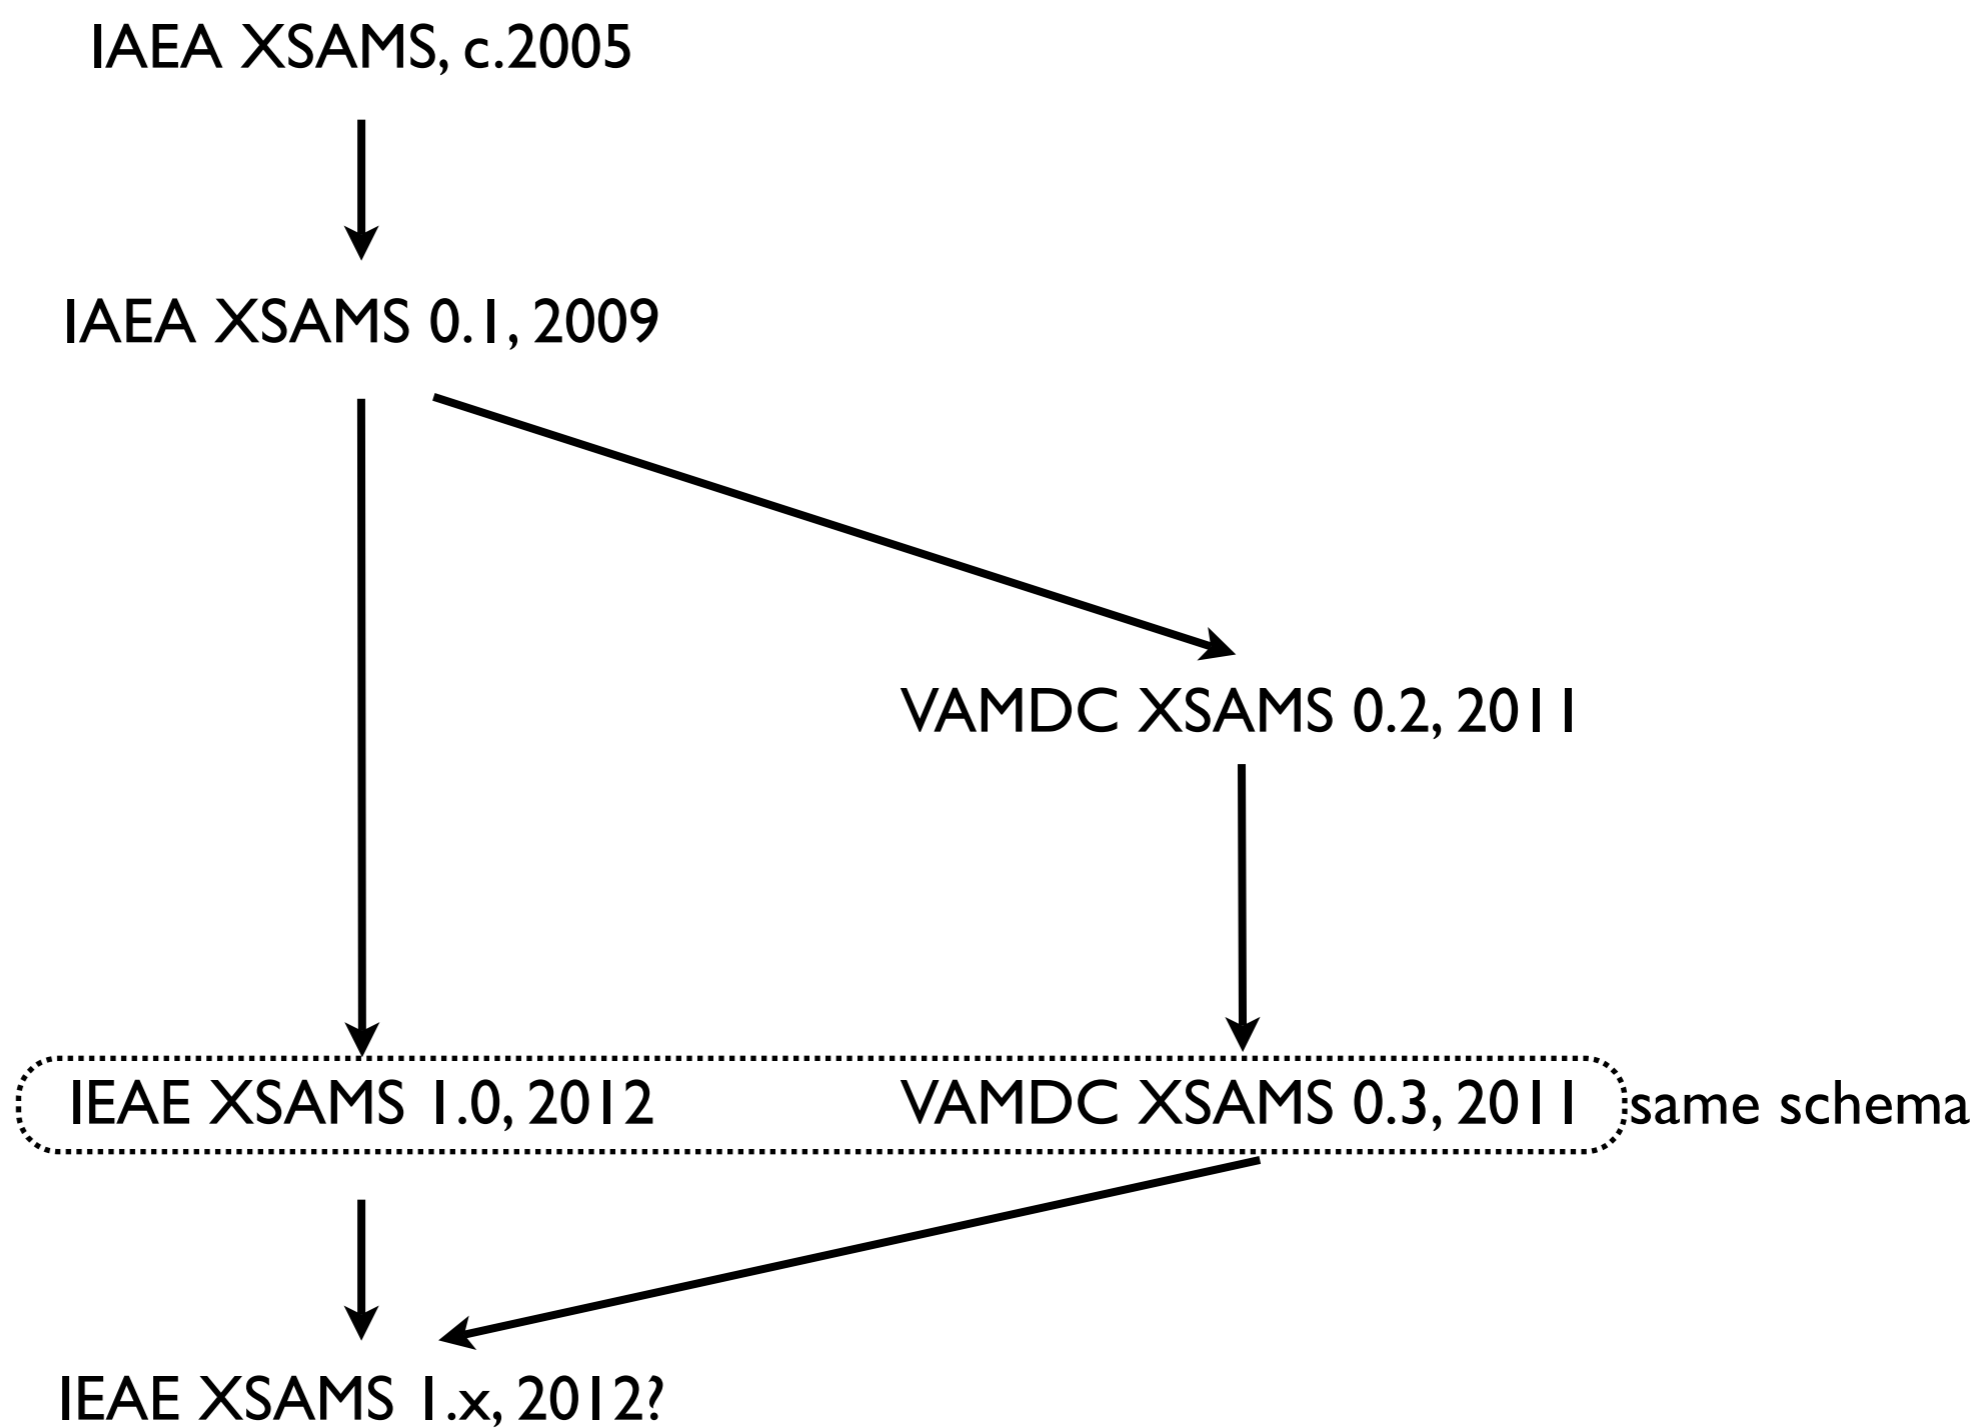 IAEA XSAMS, c.2005
IAEA XSAMS 0.1, 2009
VAMDC XSAMS 0.2, 2011
IEAE XSAMS 1.0, 2012
VAMDC XSAMS 0.3, 2011
same schema
IEAE XSAMS 1.x, 2012?